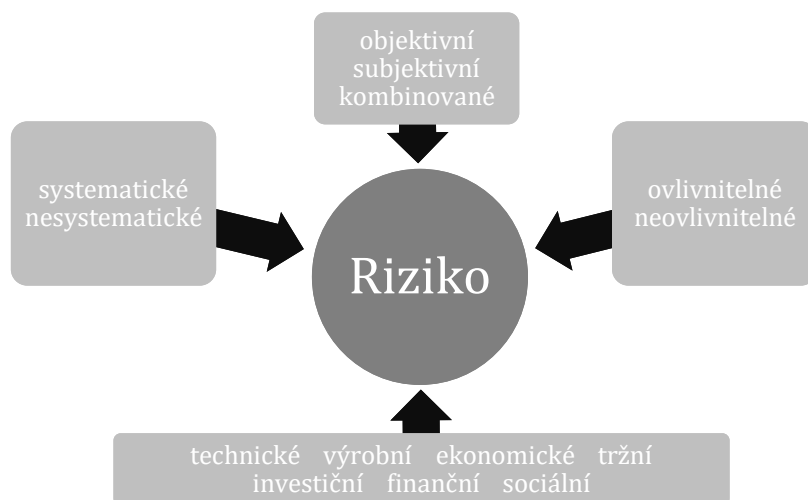 objektivní
subjektivní
kombinované
systematické
nesystematické
ovlivnitelné
neovlivnitelné
Riziko
technické výrobní ekonomické tržní
investiční finanční sociální